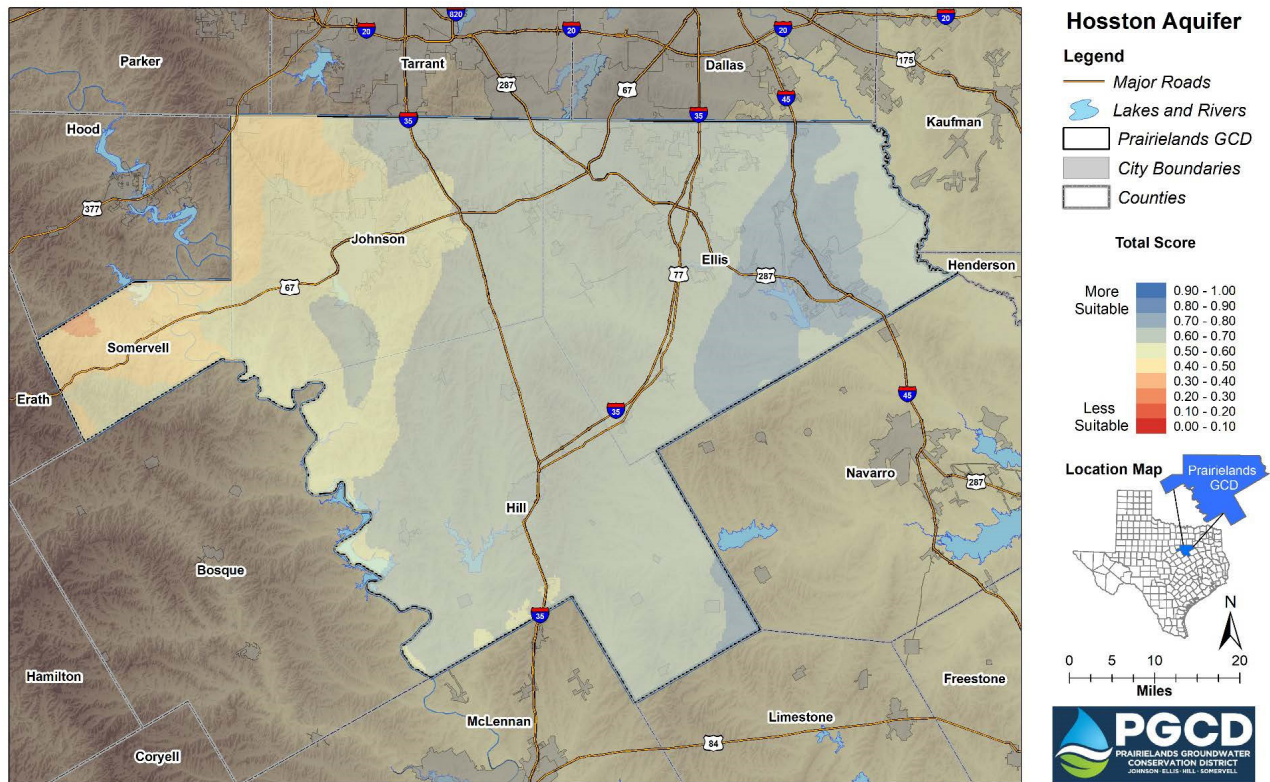 Hosston Aquifer
Legend
Major Roads
Lakes and Rivers
Prairielands GCD
City Boundaries
Counties
Total Score
More
Suitable
0.90 - 1.00
0.80 - 0.90
0.70 - 0.80
0.60 - 0.70
0.50 - 0.60
0.40 - 0.50
0.30 - 0.40
0.20 - 0.30
0.10 - 0.20
0.00 - 0.10
Less
Suitable
Location Map
Prairielands
GCD
N
0 5 10 20
Miles
PGCD
PRAIRIELANDS GROUNDWATER
CONSERVATION DISTRICT
JOHNSON · ELLIS · HILL · SOMERVELL
820
20
20
20
20
Parker
Tarrant
Dallas
287
67
175
45
35
35
Hood
Kaufman
377
Johnson
Ellis
77
287
Henderson
67
Somervell
Erath
35
45
Navarro
287
Hill
Bosque
35
Hamilton
Freestone
McLennan
Limestone
84
Coryell